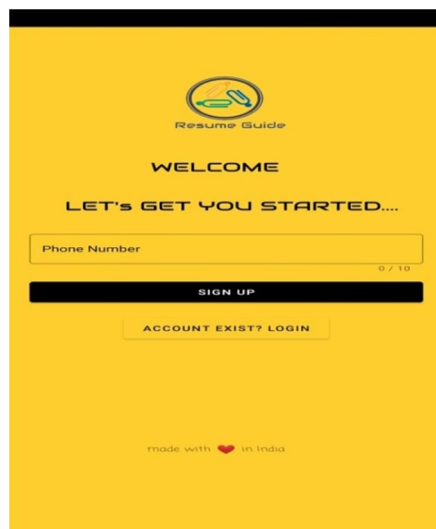 Resume Guide
WELCOME
LET's GET YOU STARTED....
Phone Number
0 / 10
SIGN UP
ACCOUNT EXIST? LOGIN
made with ❤ in India